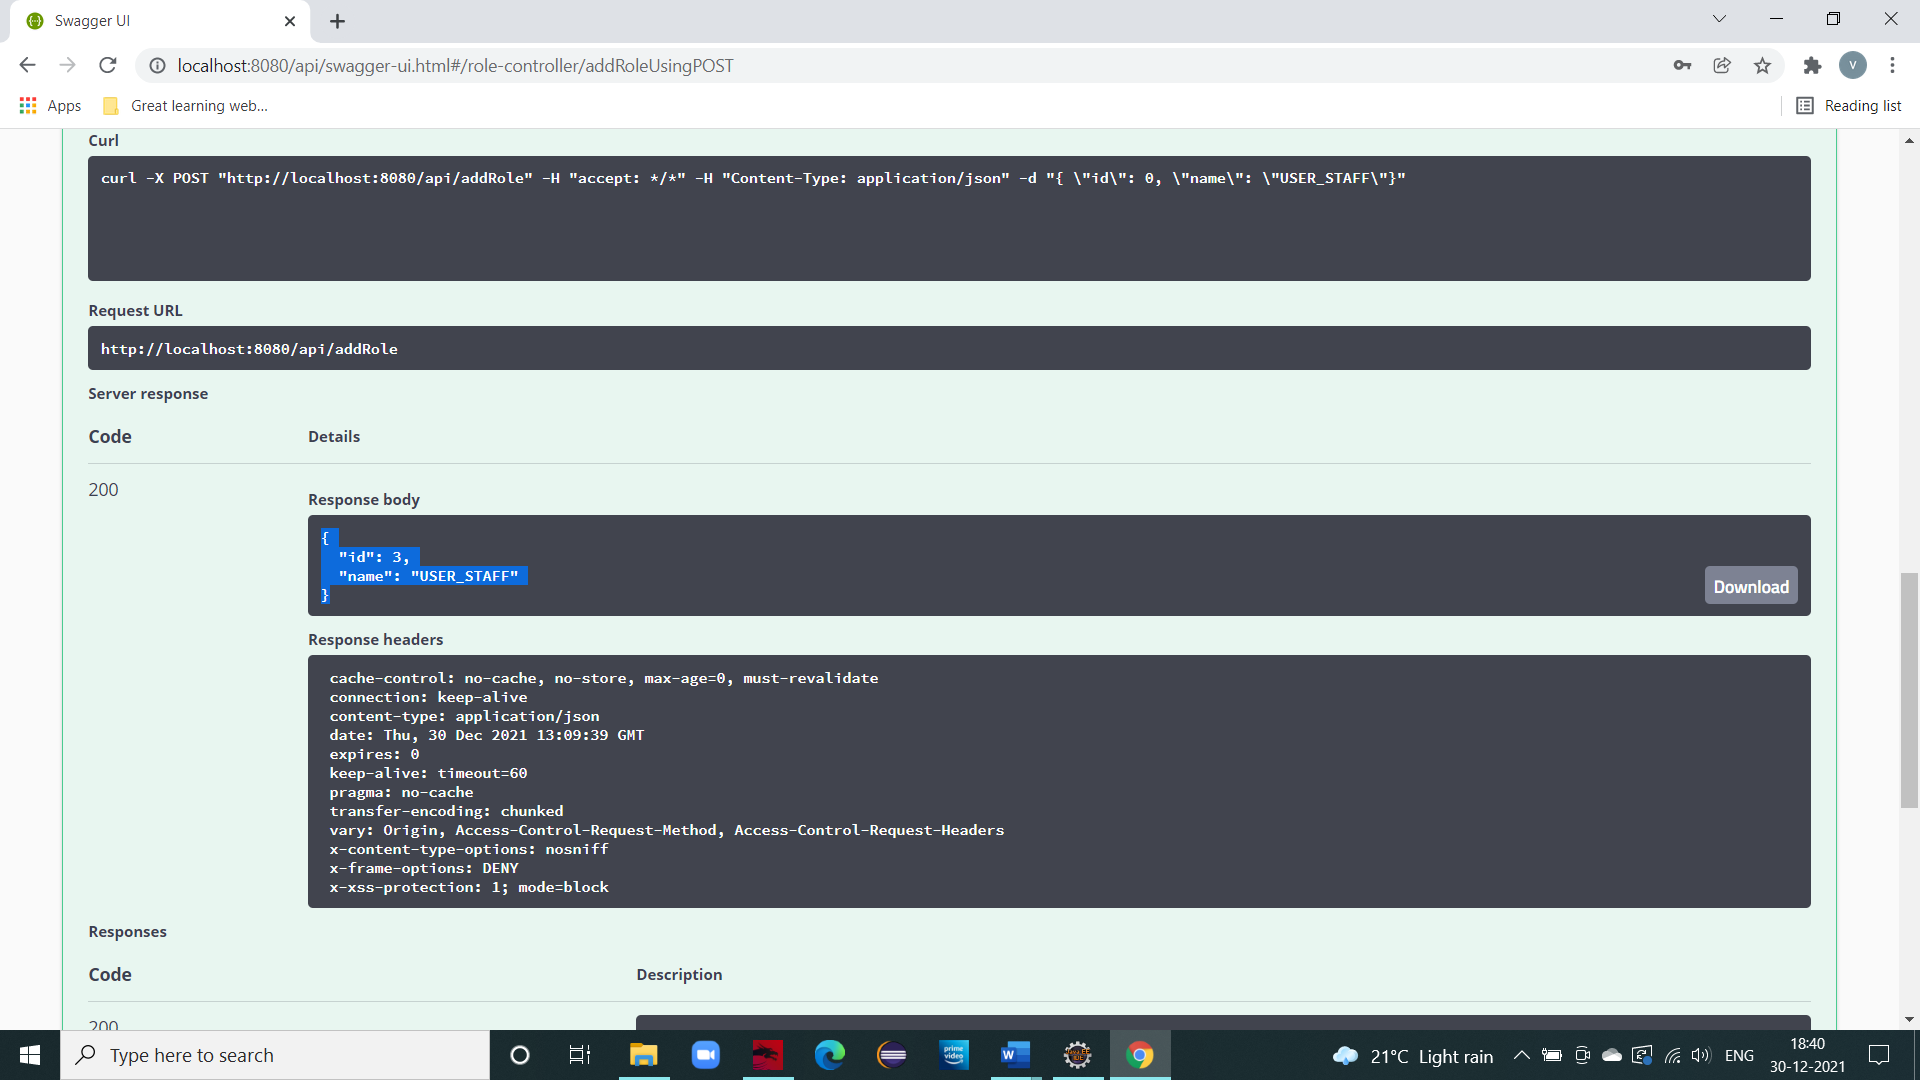 Swagger UI
localhost:8080/api/swagger-ui.html#/role-controller/addRoleUsingPOST
V
Apps
Great learning web...
Reading list
Curl
curl -X POST "http://localhost:8080/api/addRole" -H "accept: */*" -H "Content-Type: application/json" -d "{ \"id\": 0, \"name\": \"USER_STAFF\"}"
Request URL
http://localhost:8080/api/addRole
Server response
Code Details
200
Response body
{
"id": 3,
"name": "USER_STAFF"
}
Download
Response headers
cache-control: no-cache, no-store, max-age=0, must-revalidate
connection: keep-alive
content-type: application/json
date: Thu, 30 Dec 2021 13:09:39 GMT
expires: 0
keep-alive: timeout=60
pragma: no-cache
transfer-encoding: chunked
vary: Origin, Access-Control-Request-Method, Access-Control-Request-Headers
x-content-type-options: nosniff
x-frame-options: DENY
x-xss-protection: 1; mode=block
Responses
Code Description
200
Type here to search
prime video
W
21°C Light rain
ENG
18:40
30-12-2021